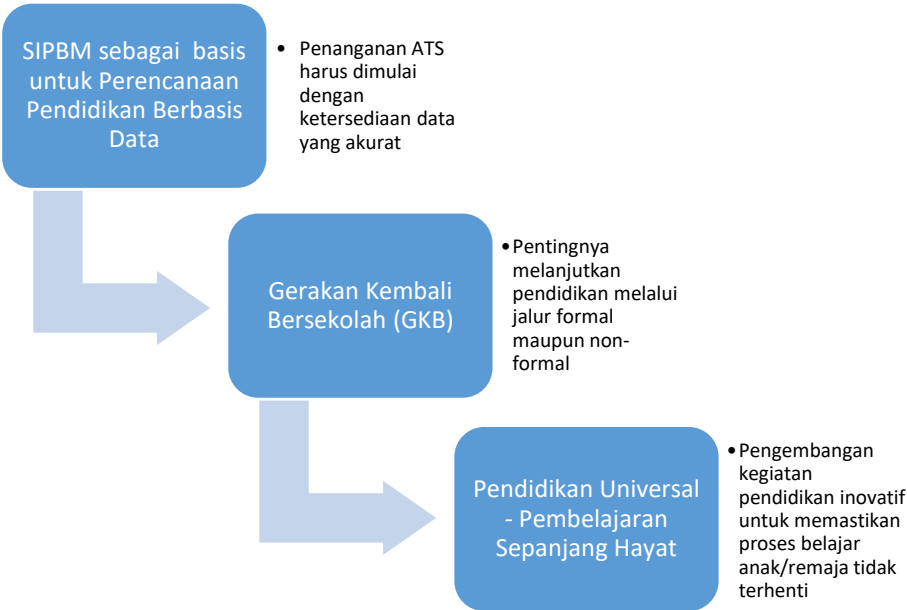 SIPBM sebagai  basis
untuk Perencanaan
Pendidikan Berbasis
Data
• Penanganan ATS
harus dimulai
dengan
ketersediaan data
yang akurat
Gerakan Kembali
Bersekolah (GKB)
•Pentingnya
melanjutkan
pendidikan melalui
jalur formal
maupun non-
formal
Pendidikan Universal
- Pembelajaran
Sepanjang Hayat
•Pengembangan
kegiatan
pendidikan inovatif
untuk memastikan
proses belajar
anak/remaja tidak
terhenti